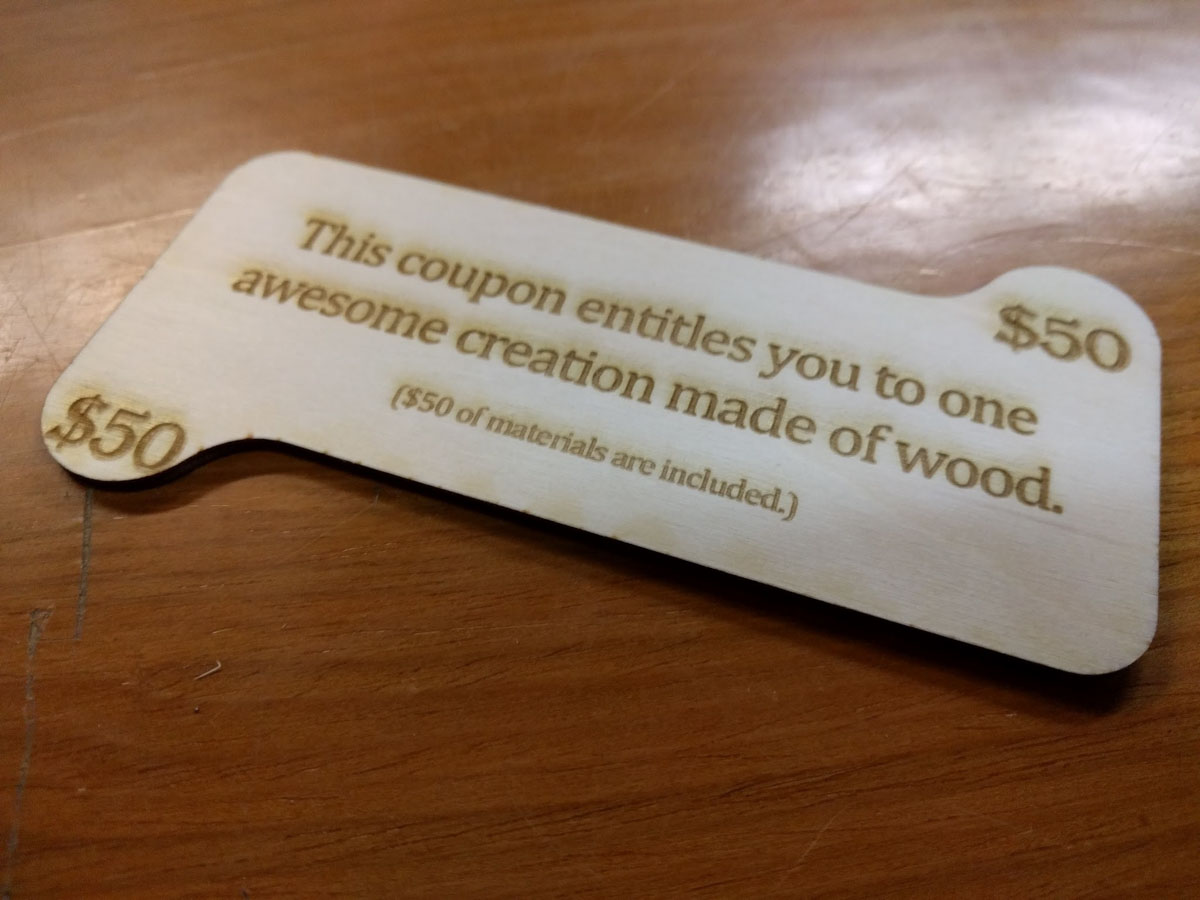 $50
This coupon entitles you to one
awesome creation made of wood.
($50 of materials are included.)
$50